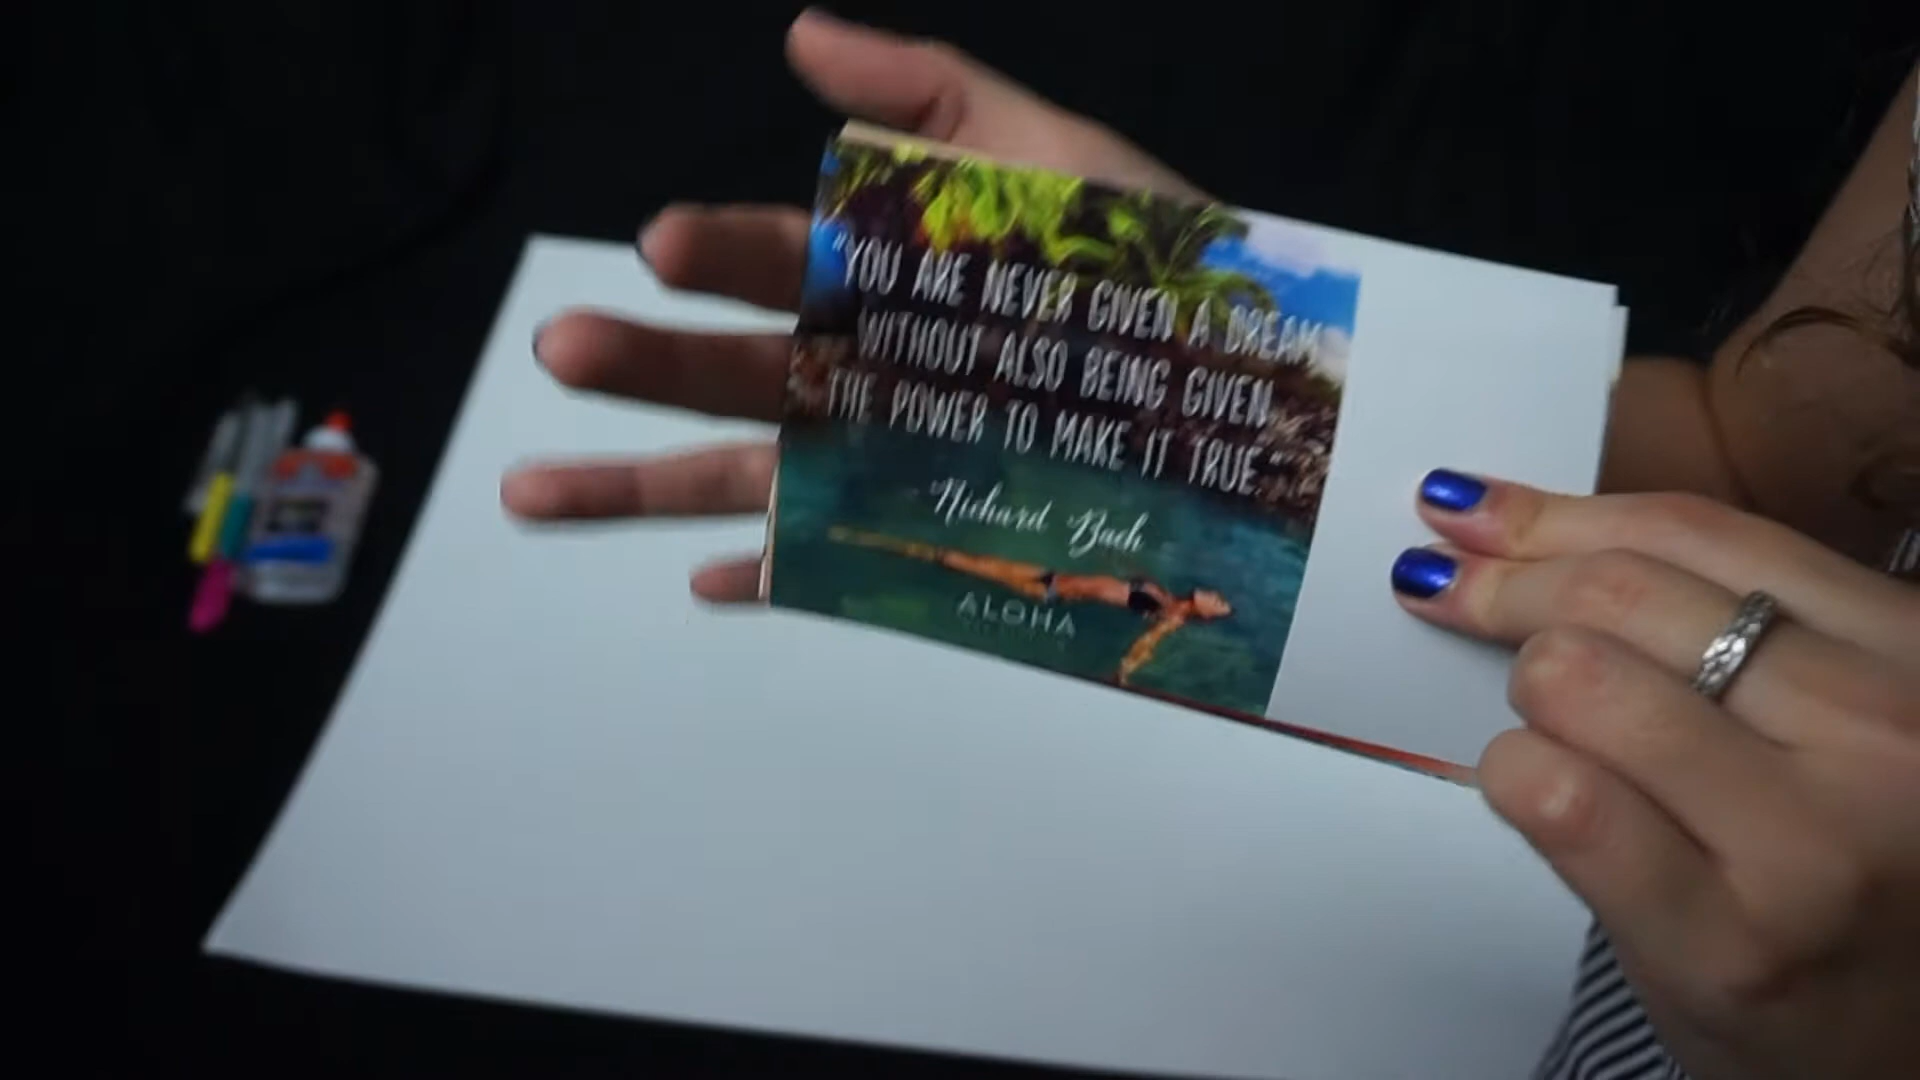 "YOU ARE NEVER GIVEN A DREAM
WITHOUT ALSO BEING GIVEN
THE POWER TO MAKE IT TRUE."
Richard Bach
ALOHA